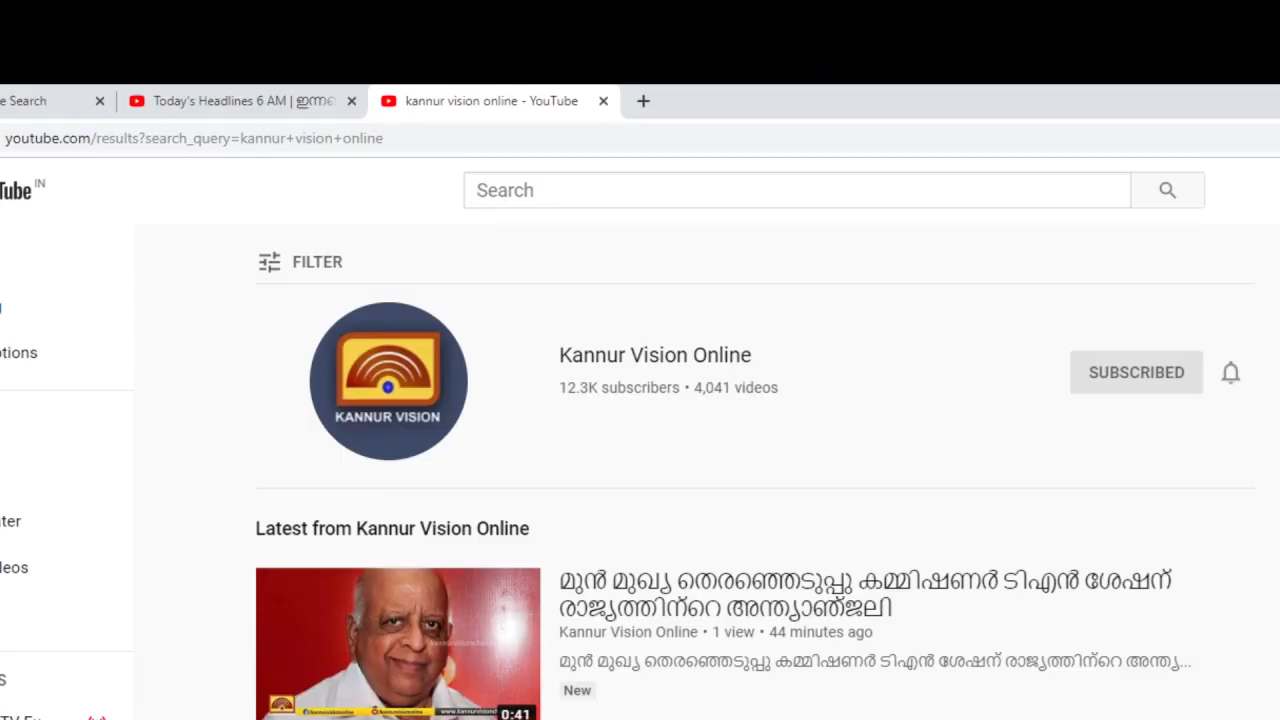 e Search
Today's Headlines 6 AM | ഇന്നഒ
kannur vision online - YouTube
youtube.com/results?search_query=kannur+vision+online
Tube IN
Search
FILTER
KANNUR VISION
Kannur Vision Online
12.3K subscribers • 4,041 videos
SUBSCRIBED
ptions
ter
leos
S
Latest from Kannur Vision Online
മുൻ മുഖ്യ തെരഞ്ഞെടുപ്പു കമ്മിഷണർ ടിഎൻ ശേഷന്
രാജ്യത്തിന്റെ അന്ത്യാഞ്ജലി
Kannur Vision Online • 1 view • 44 minutes ago
മുൻ മുഖ്യ തെരഞ്ഞെടുപ്പു കമ്മിഷണർ ടിഎൻ ശേഷന് രാജ്യത്തിന്റെ അന്ത്യ...
New
0:41